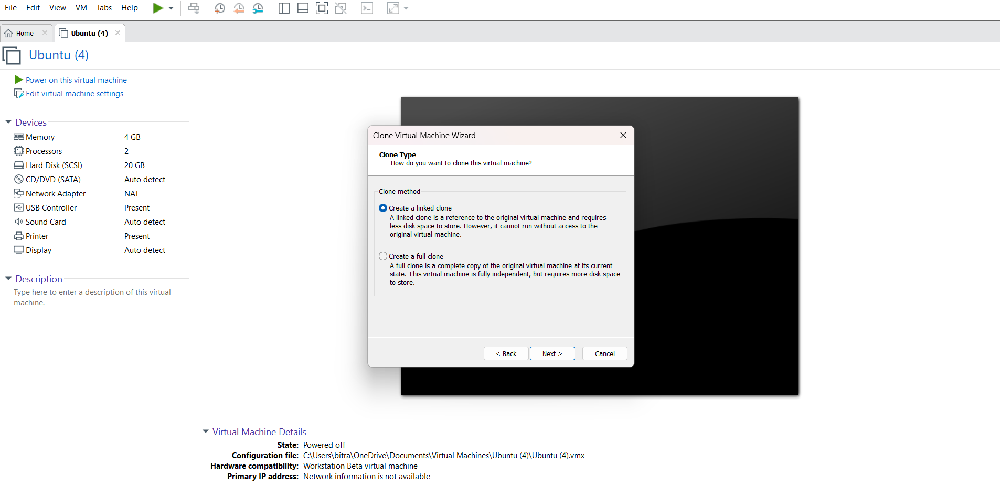 File Edit View VM Tabs Help
Home
Ubuntu (4)
Ubuntu (4)
Power on this virtual machine
Edit virtual machine settings
Devices
Memory 4 GB
Processors 2
Hard Disk (SCSI) 20 GB
CD/DVD (SATA) Auto detect
Network Adapter NAT
USB Controller Present
Sound Card Auto detect
Printer Present
Display Auto detect
Description
Type here to enter a description of this virtual
machine.
Clone Virtual Machine Wizard
Clone Type
How do you want to clone this virtual machine?
Clone method
Create a linked clone
A linked clone is a reference to the original virtual machine and requires
less disk space to store. However, it cannot run without access to the
original virtual machine.
Create a full clone
A full clone is a complete copy of the original virtual machine at its current
state. This virtual machine is fully independent, but requires more disk space
to store.
< Back Next > Cancel
Virtual Machine Details
State: Powered off
Configuration file: C:\Users\bitra\OneDrive\Documents\Virtual Machines\Ubuntu (4)\Ubuntu (4).vmx
Hardware compatibility: Workstation Beta virtual machine
Primary IP address: Network information is not available